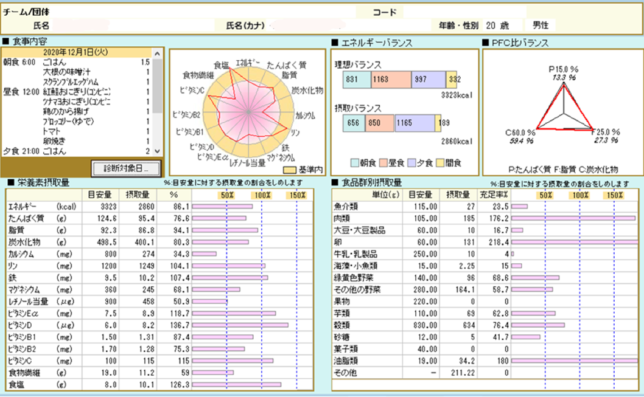 チーム/団体
コード
氏名
氏名(カナ)
年齢・性別 20 歳 男性
■ 食事内容
2020年12月1日(火)
朝食 6:00 ごはん 1.5
大根の味噌汁 1
スクランブルエッグハム 1
昼食 12:00 紅鮭おにぎり(コンビニ) 1
ツナマヨおにぎり(コンビニ) 1
鶏のから揚げ 1
ブロッコリー(ゆで) 1
トマト 1
卵焼き 1
夕食 21:00 ごはん 2
診断対象日...
エネルギー
たんぱく質
脂質
炭水化物
カルシウム
リン
鉄
マグネシウム
レチノール当量
ビタミンEα
ビタミンD
ビタミンB1
ビタミンB2
ビタミンC
食物繊維
食塩
基準内
■ エネルギーバランス
理想バランス
831 1163 997 332
3323kcal
摂取バランス
656 850 1165 189
2860kcal
朝食 昼食 夕食 間食
■ PFC比バランス
P15.0 %
13.3 %
C60.0 %
59.4 %
F25.0 %
27.3 %
P:たんぱく質 F:脂質 C:炭水化物
■ 栄養素摂取量
%:目安量に対する摂取量の割合をしめします
目安量 摂取量 % 50% 100% 150%
エネルギー (kcal) 3323 2860 86.1
たんぱく質 (g) 124.6 95.4 76.6
脂質 (g) 92.3 86.8 94.1
炭水化物 (g) 498.5 400.1 80.3
カルシウム (mg) 800 274 34.3
リン (mg) 1200 1249 104.1
鉄 (mg) 9.5 10.2 107.4
マグネシウム (mg) 360 245 68.1
レチノール当量 (μg) 900 458 50.9
ビタミンEα (mg) 7.5 8.9 118.7
ビタミンD (μg) 6.0 8.2 136.7
ビタミンB1 (mg) 1.50 1.31 87.4
ビタミンB2 (mg) 1.70 1.28 75.3
ビタミンC (mg) 100 115 115
食物繊維 (g) 19.0 11.2 59
食塩 (g) 8.0 10.1 126.3
■ 食品群別摂取量
%:目安量に対する摂取量の割合をしめします
単位(g) 目安量 摂取量 充足率% 50% 100% 150%
魚介類 115.00 27 23.5
肉類 105.00 185 176.2
大豆・大豆製品 60.00 10 16.7
卵 60.00 131 218.4
牛乳・乳製品 250.00 10 4
海藻・小魚類 15.00 2.25 15
緑黄色野菜 140.00 96 68.6
その他の野菜 280.00 164.1 58.7
果物 220.00 0 0
芋類 110.00 69 62.8
穀類 830.00 634 76.4
砂糖 12.00 5 41.7
菓子類 40.00 0 0
油脂類 19.00 34.2 180
その他 － 211.22 0